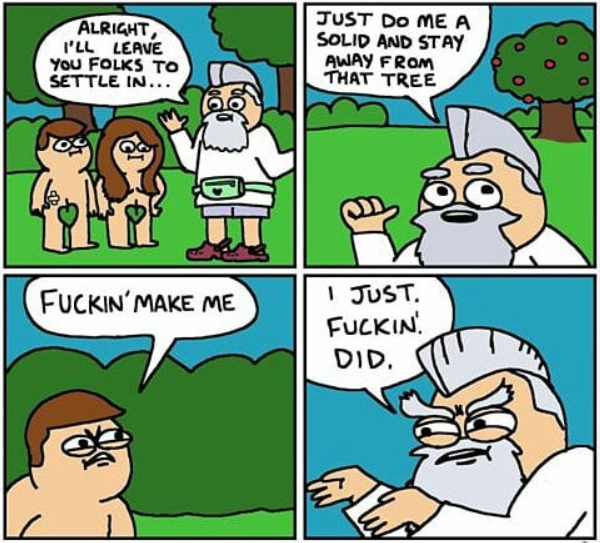 ALRIGHT,
I'LL LEAVE
YOU FOLKS TO
SETTLE IN...
JUST DO ME A
SOLID AND STAY
AWAY FROM
THAT TREE
FUCKIN' MAKE ME
I JUST.
FUCKIN'.
DID.